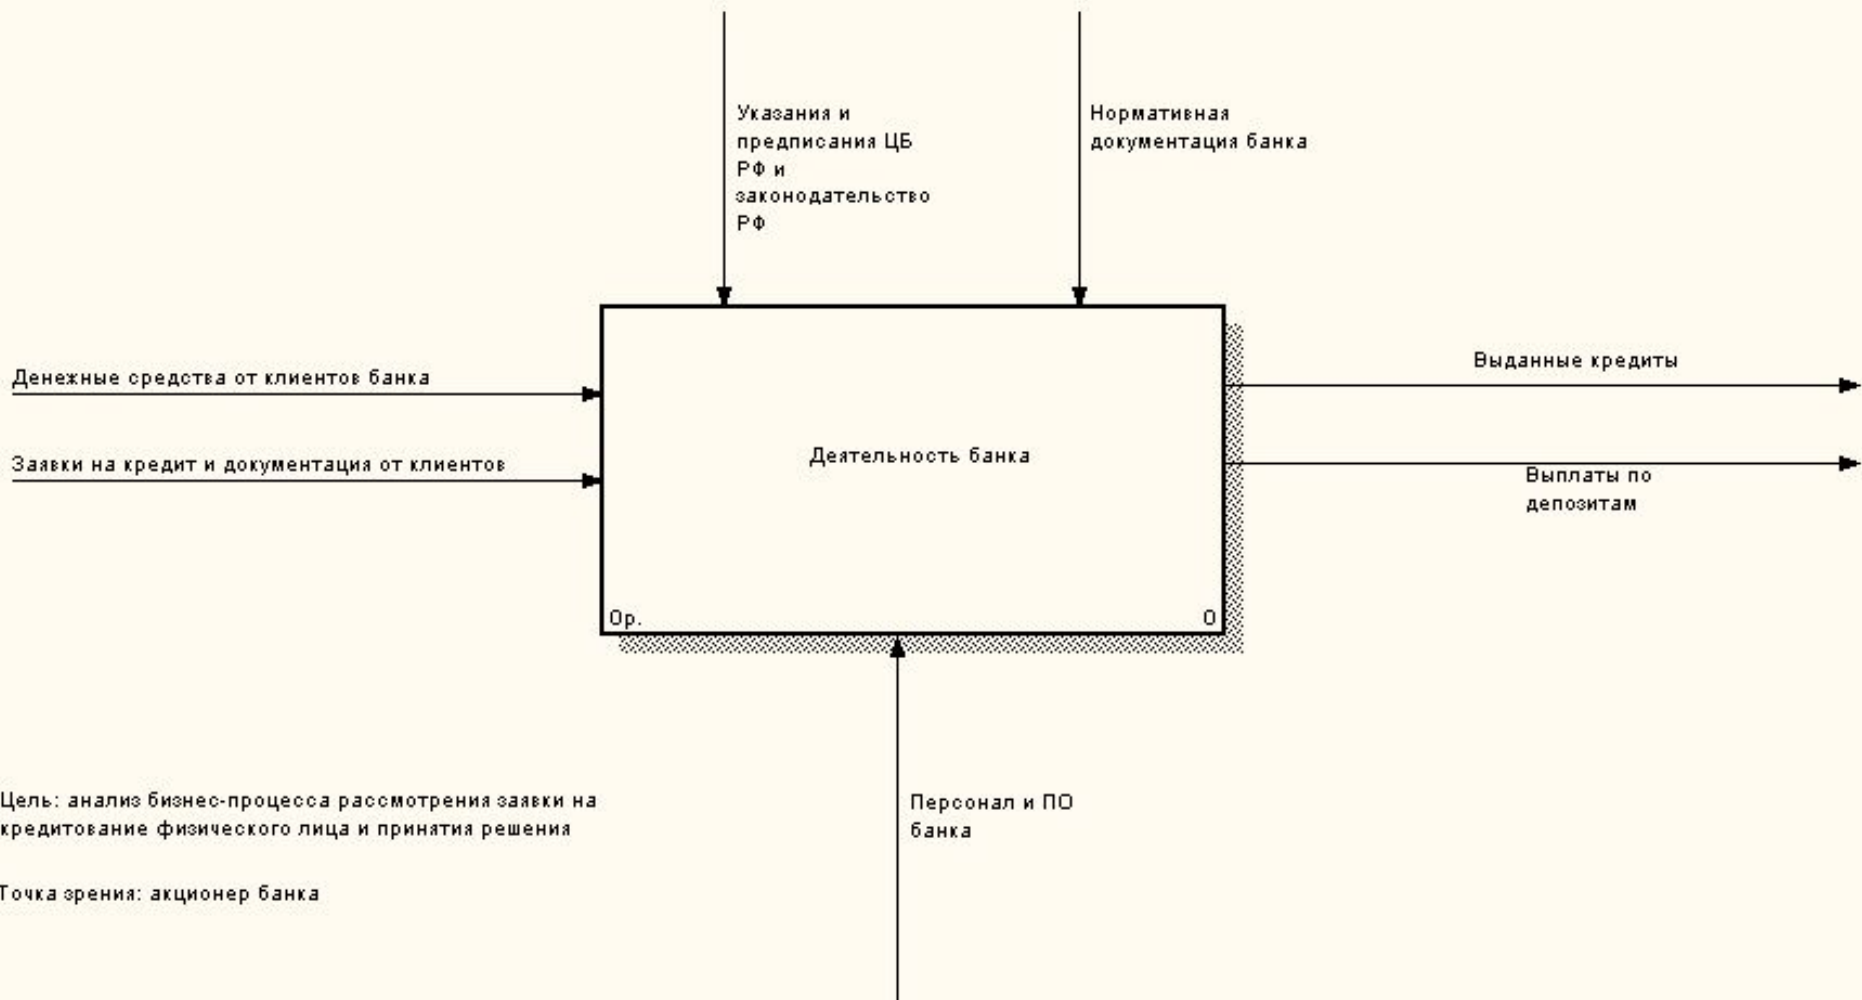 Указания и
предписания ЦБ
РФ и
законодательство
РФ
Нормативная
документация банка
Денежные средства от клиентов банка
Заявки на кредит и документация от клиентов
Деятельность банка
0р.
0
Выданные кредиты
Выплаты по
депозитам
Цель: анализ бизнес-процесса рассмотрения заявки на
кредитование физического лица и принятия решения
Точка зрения: акционер банка
Персонал и ПО
банка